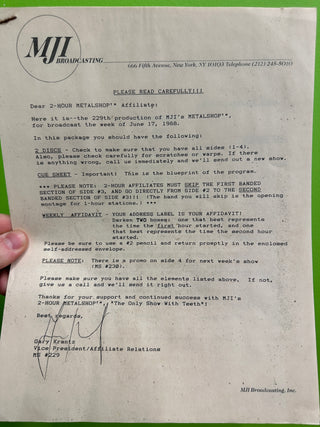 MJI
BROADCASTING
666 Fifth Avenue, New York, NY 10103 Telephone (212) 245-5010
PLEASE READ CAREFULLY!!!
Dear 2-HOUR METALSHOP'" Affiliate:
Here it is--the 229th production of MJI's METALSHOP'",
for broadcast the week of June 17, 1988.
In this package you should have the following:
2 DISCS - Check to make sure that you have all sides (1-4).
Also, please check carefully for scratches or warps. If there
is anything wrong, call us immediately and we'll send out a new show.
CUE SHEET - Important! This is the blueprint of the program.
*** PLEASE NOTE: 2-HOUR AFFILIATES MUST SKIP THE FIRST BANDED
SECTION OF SIDE #3, AND GO DIRECTLY FROM SIDE #2 TO THE SECOND
BANDED SECTION OF SIDE #3!!! (The band you will skip is the opening
montage for 1-hour stations.) ***
WEEKLY AFFIDAVIT - YOUR ADDRESS LABEL IS YOUR AFFIDAVIT!
Darken TWO boxes: one that best represents
the time the first hour started, and one
that best represents the time the second hour
started.
Please be sure to use a #2 pencil and return promptly in the enclosed
self-addressed envelope.
PLEASE NOTE: There is a promo on side 4 for next week's show
(MS #230).
Please make sure you have all the elements listed above. If not,
give us a call and we'll send it right out.
Thanks for your support and continued success with MJI's
2-HOUR METALSHOP'", "The Only Show With Teeth"!
Best regards,
Gary Krantz
Vice President/Affiliate Relations
MS #229
MJI Broadcasting, Inc.